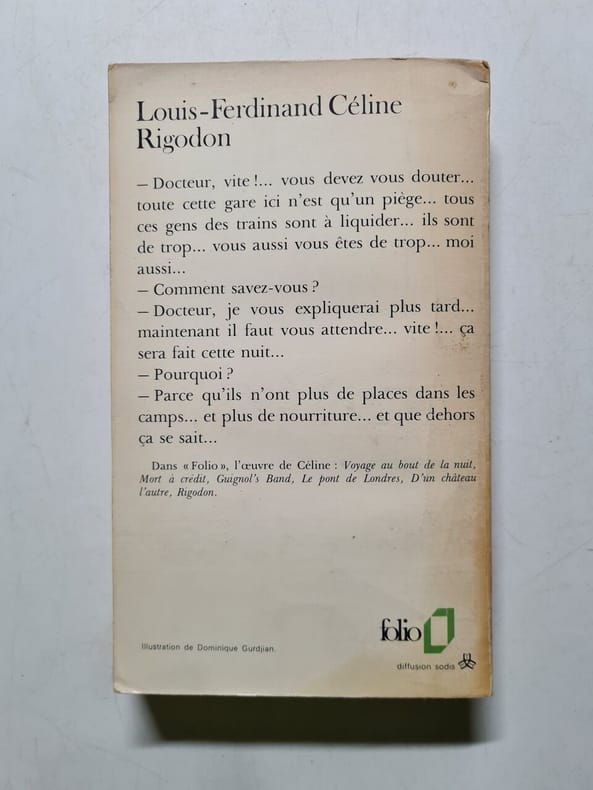 Louis-Ferdinand Céline
Rigodon
— Docteur, vite !... vous devez vous douter...
toute cette gare ici n'est qu'un piège... tous
ces gens des trains sont à liquider... ils sont
de trop... vous aussi vous êtes de trop... moi
aussi...
— Comment savez-vous ?
— Docteur, je vous expliquerai plus tard...
maintenant il faut vous attendre... vite !... ça
sera fait cette nuit...
— Pourquoi ?
— Parce qu'ils n'ont plus de places dans les
camps... et plus de nourriture... et que dehors
ça se sait...
Dans « Folio », l'œuvre de Céline : Voyage au bout de la nuit,
Mort à crédit, Guignol's Band, Le pont de Londres, D'un château
l'autre, Rigodon.
folio
Illustration de Dominique Gurdjian.
diffusion sodis